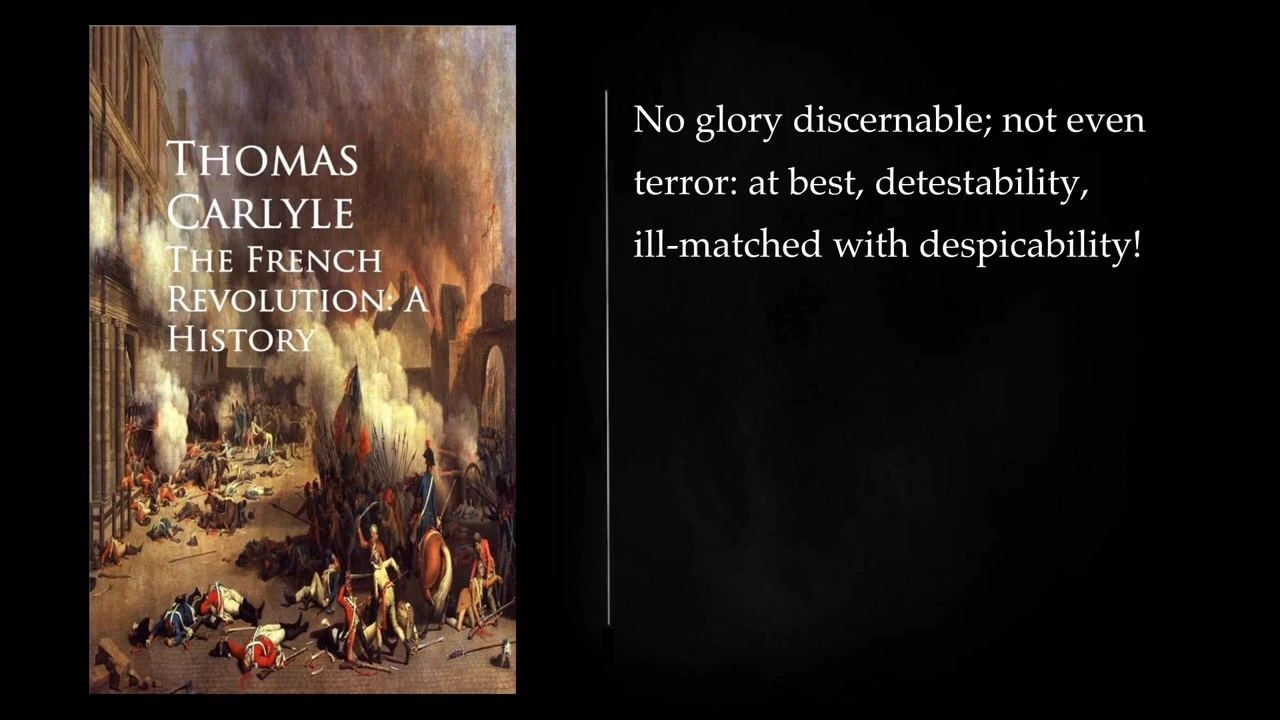 THOMAS
CARLYLE
THE FRENCH
REVOLUTION: A
HISTORY
No glory discernable; not even
terror: at best, detestability,
ill-matched with despicability!